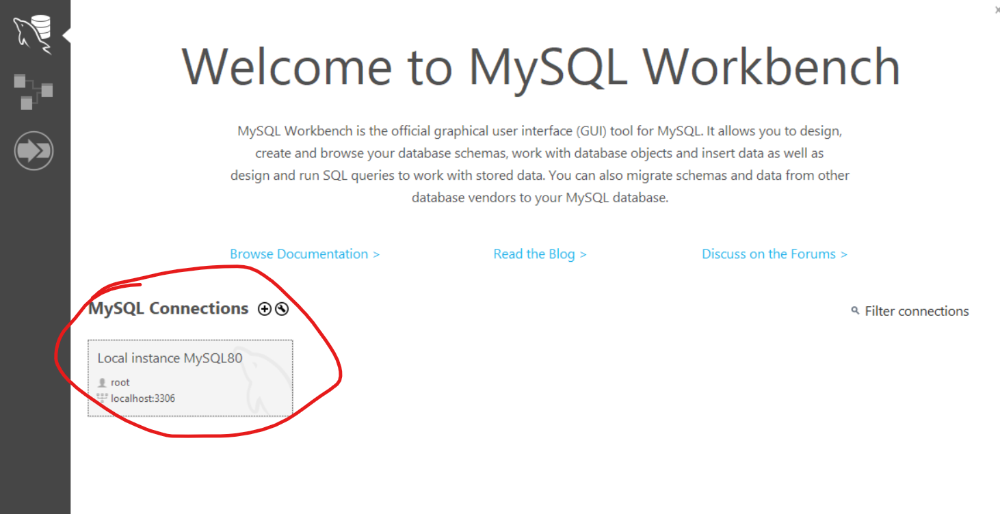 Welcome to MySQL Workbench
MySQL Workbench is the official graphical user interface (GUI) tool for MySQL. It allows you to design,
create and browse your database schemas, work with database objects and insert data as well as
design and run SQL queries to work with stored data. You can also migrate schemas and data from other
database vendors to your MySQL database.
Browse Documentation >
Read the Blog >
Discuss on the Forums >
MySQL Connections
Filter connections
Local instance MySQL80
root
localhost:3306